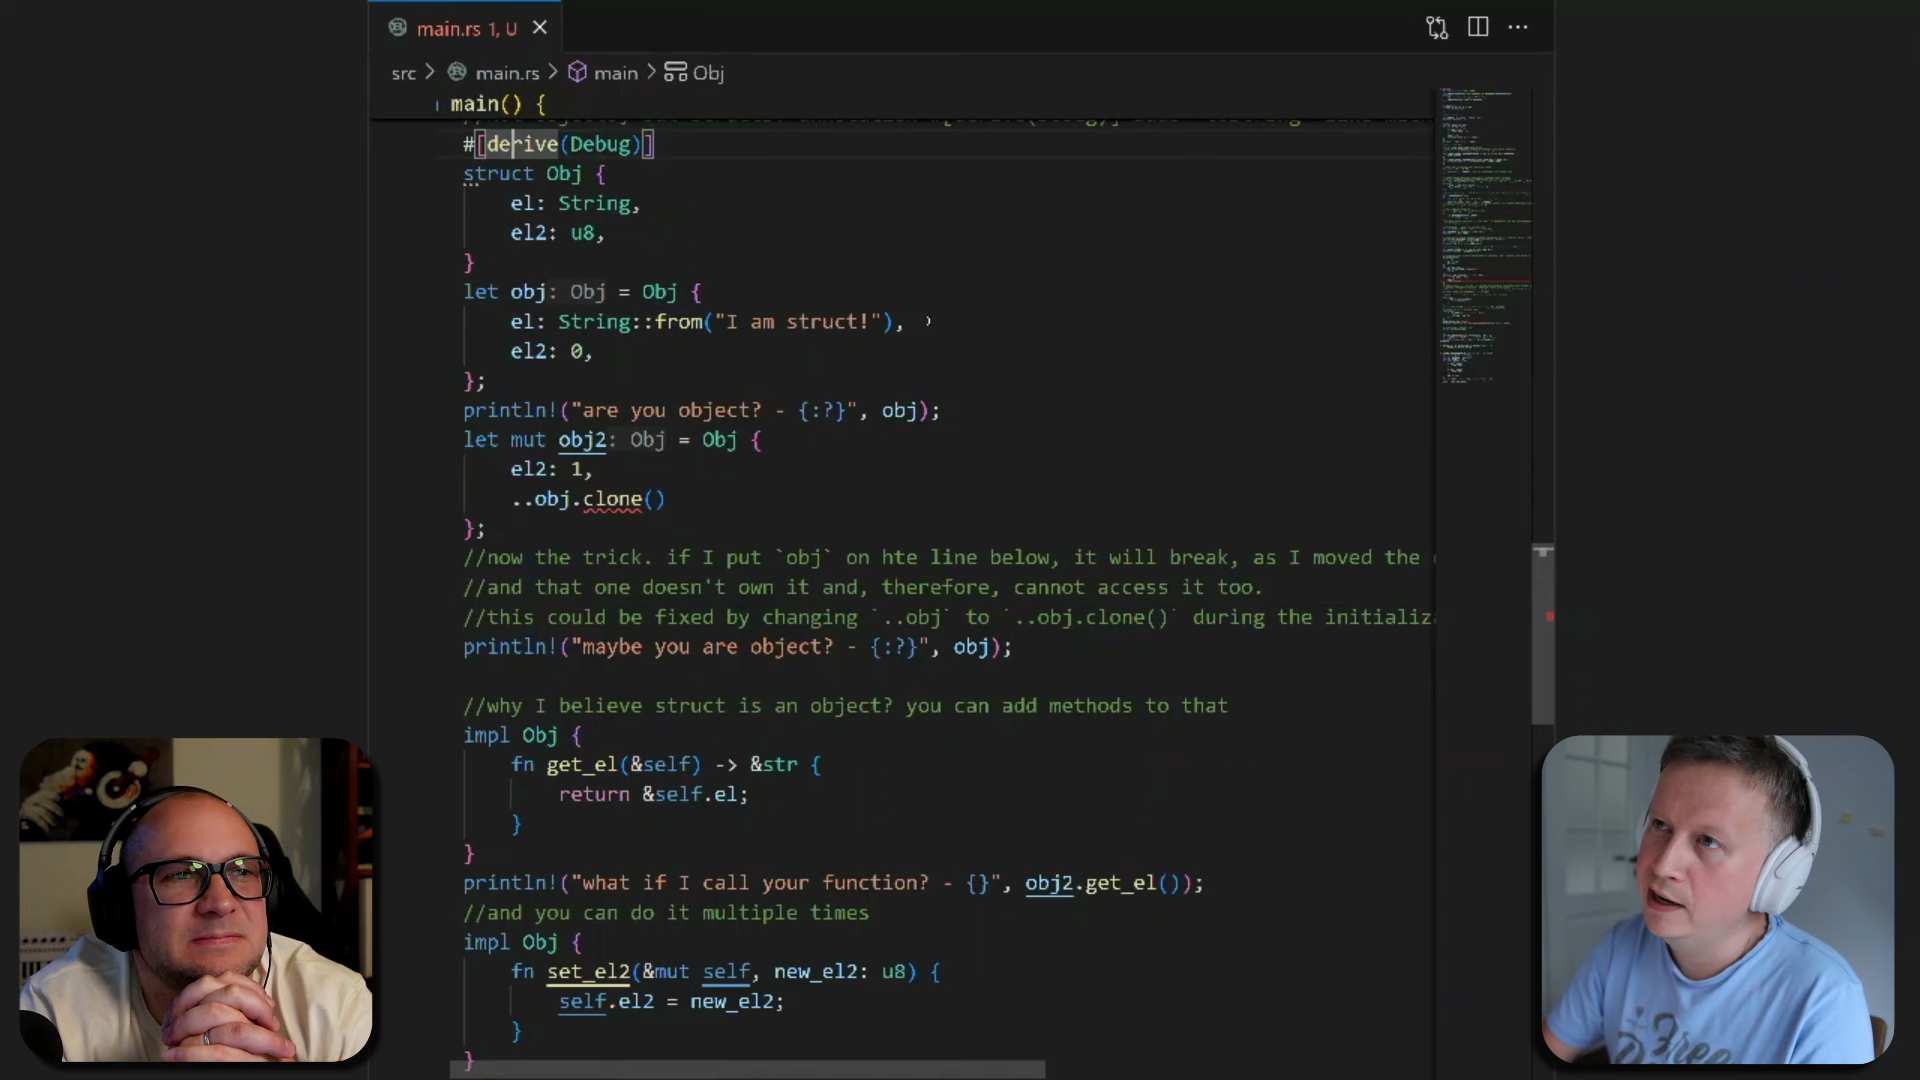 main.rs 1, U
src > main.rs > main > Obj
main() {
#[derive(Debug)]
struct Obj {
el: String,
el2: u8,
}
let obj: Obj = Obj {
el: String::from("I am struct!"),
el2: 0,
};
println!("are you object? - {:?}", obj);
let mut obj2: Obj = Obj {
el2: 1,
..obj.clone()
};
//now the trick. if I put `obj` on hte line below, it will break, as I moved the
//and that one doesn't own it and, therefore, cannot access it too.
//this could be fixed by changing `..obj` to `..obj.clone()` during the initializ
println!("maybe you are object? - {:?}", obj);
//why I believe struct is an object? you can add methods to that
impl Obj {
fn get_el(&self) -> &str {
return &self.el;
}
}
println!("what if I call your function? - {}", obj2.get_el());
//and you can do it multiple times
impl Obj {
fn set_el2(&mut self, new_el2: u8) {
self.el2 = new_el2;
}
}